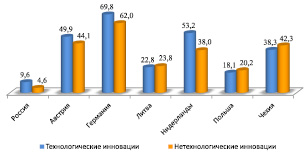 69,8
62,0
49,9
44,1
53,2
38,0
38,3
42,3
22,8
23,8
18,1
20,2
9,6
4,6
Россия
Австрия
Германия
Литва
Нидерланды
Польша
Чехия
Технологические инновации
Нетехнологические инновации